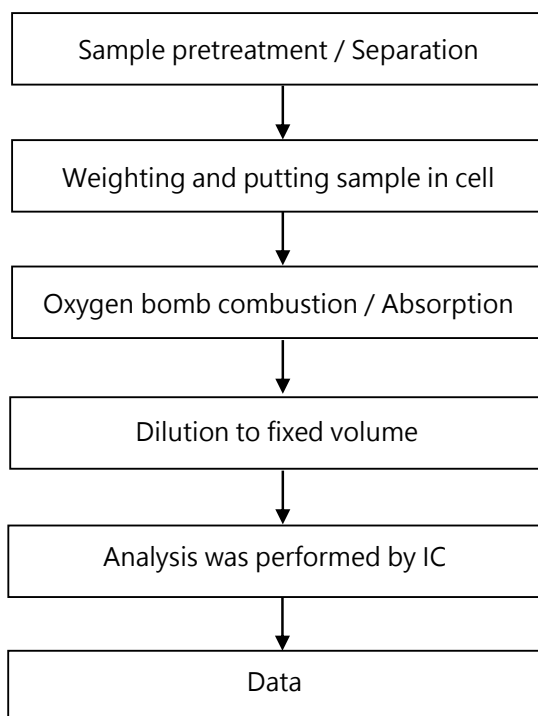 Sample pretreatment / Separation
Weighting and putting sample in cell
Oxygen bomb combustion / Absorption
Dilution to fixed volume
Analysis was performed by IC
Data